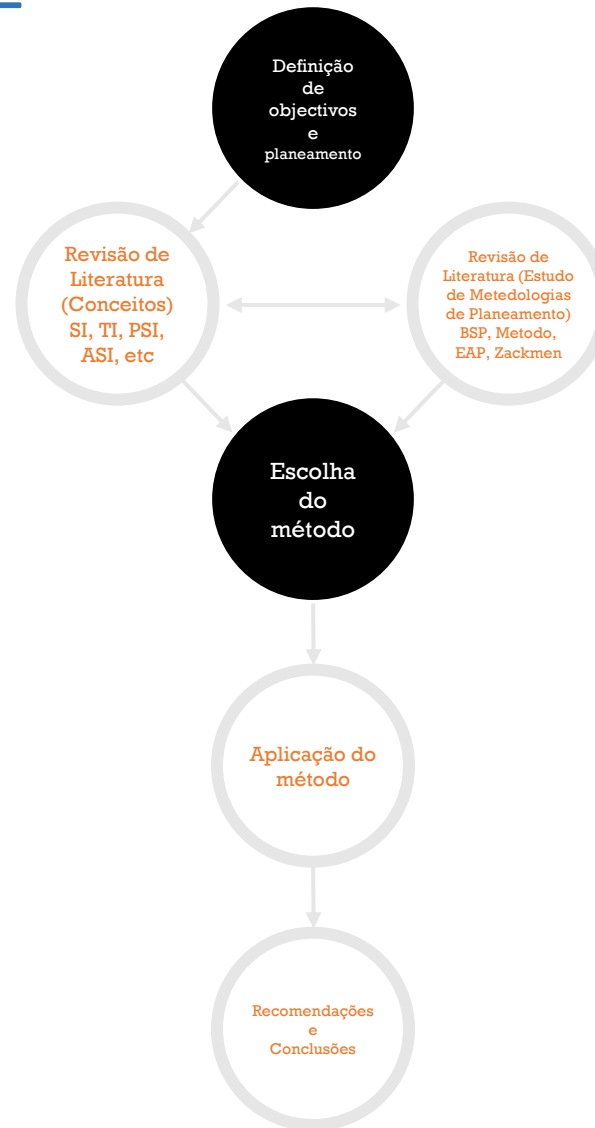 Definição
de
objectivos
e
planeamento
Revisão de
Literatura
(Conceitos)
SI, TI, PSI,
ASI, etc
Revisão de
Literatura (Estudo
de Metedologias
de Planeamento)
BSP, Metodo,
EAP, Zackmen
Escolha
do
método
Aplicação do
método
Recomendações
e
Conclusões